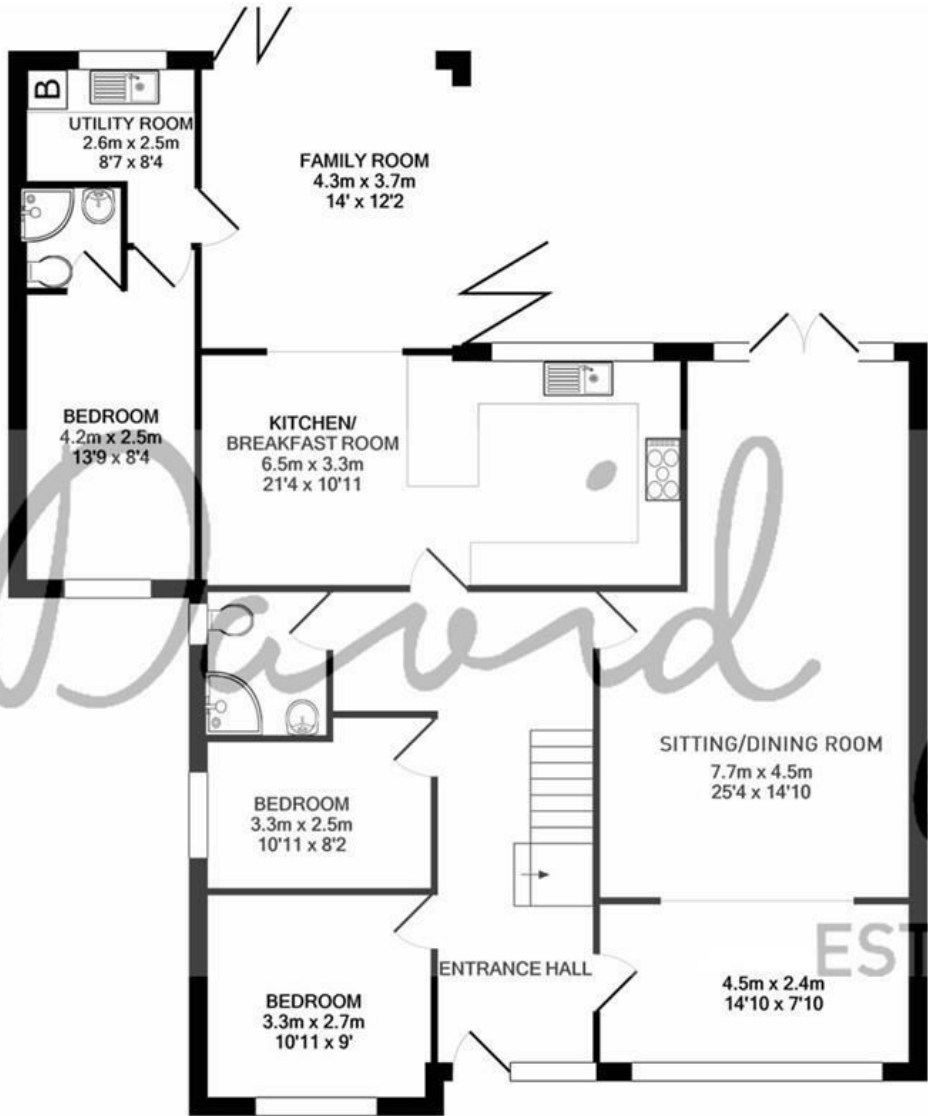 B
UTILITY ROOM
2.6m x 2.5m
8'7 x 8'4
FAMILY ROOM
4.3m x 3.7m
14' x 12'2
BEDROOM
4.2m x 2.5m
13'9 x 8'4
KITCHEN/
BREAKFAST ROOM
6.5m x 3.3m
21'4 x 10'11
David
SITTING/DINING ROOM
7.7m x 4.5m
25'4 x 14'10
BEDROOM
3.3m x 2.5m
10'11 x 8'2
EST
ENTRANCE HALL
4.5m x 2.4m
14'10 x 7'10
BEDROOM
3.3m x 2.7m
10'11 x 9'